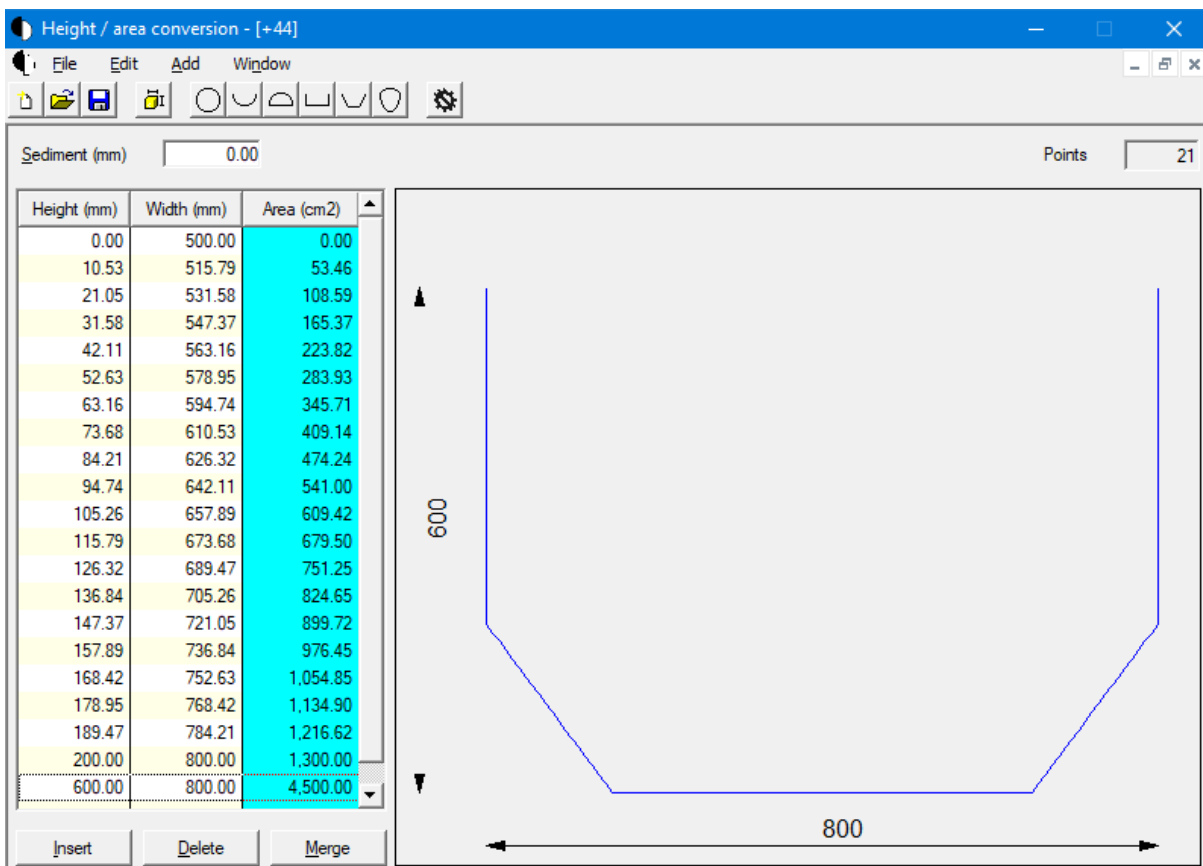 Height / area conversion - [+44]
File Edit Add Window
Sediment (mm) 0.00 Points 21
Height (mm) Width (mm) Area (cm2)
0.00 500.00 0.00
10.53 515.79 53.46
21.05 531.58 108.59
31.58 547.37 165.37
42.11 563.16 223.82
52.63 578.95 283.93
63.16 594.74 345.71
73.68 610.53 409.14
84.21 626.32 474.24
94.74 642.11 541.00
105.26 657.89 609.42
115.79 673.68 679.50
126.32 689.47 751.25
136.84 705.26 824.65
147.37 721.05 899.72
157.89 736.84 976.45
168.42 752.63 1,054.85
178.95 768.42 1,134.90
189.47 784.21 1,216.62
200.00 800.00 1,300.00
600.00 800.00 4,500.00
Insert Delete Merge
600
800